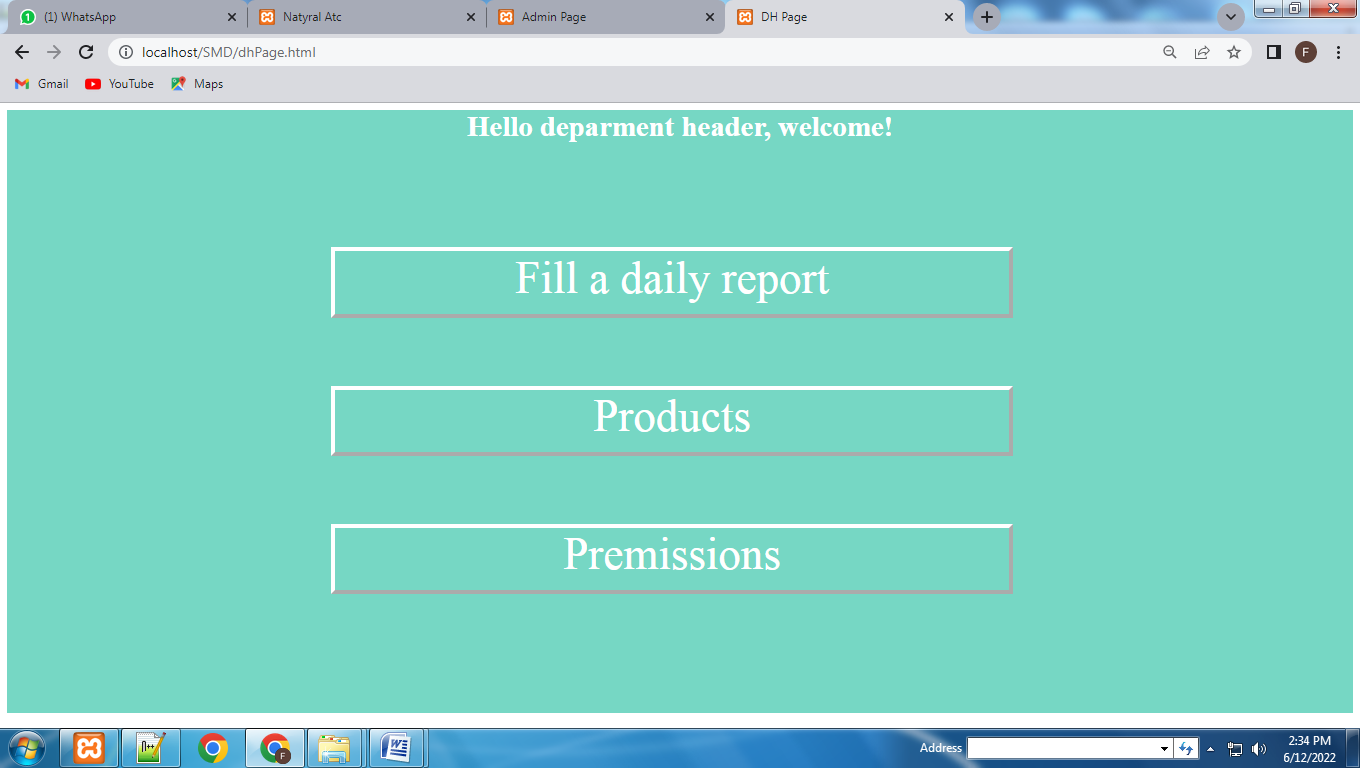 (1) WhatsApp
Natyral Atc
Admin Page
DH Page
localhost/SMD/dhPage.html
F
Gmail
YouTube
Maps
Hello deparment header, welcome!
Fill a daily report
Products
Premissions
Address
2:34 PM
6/12/2022